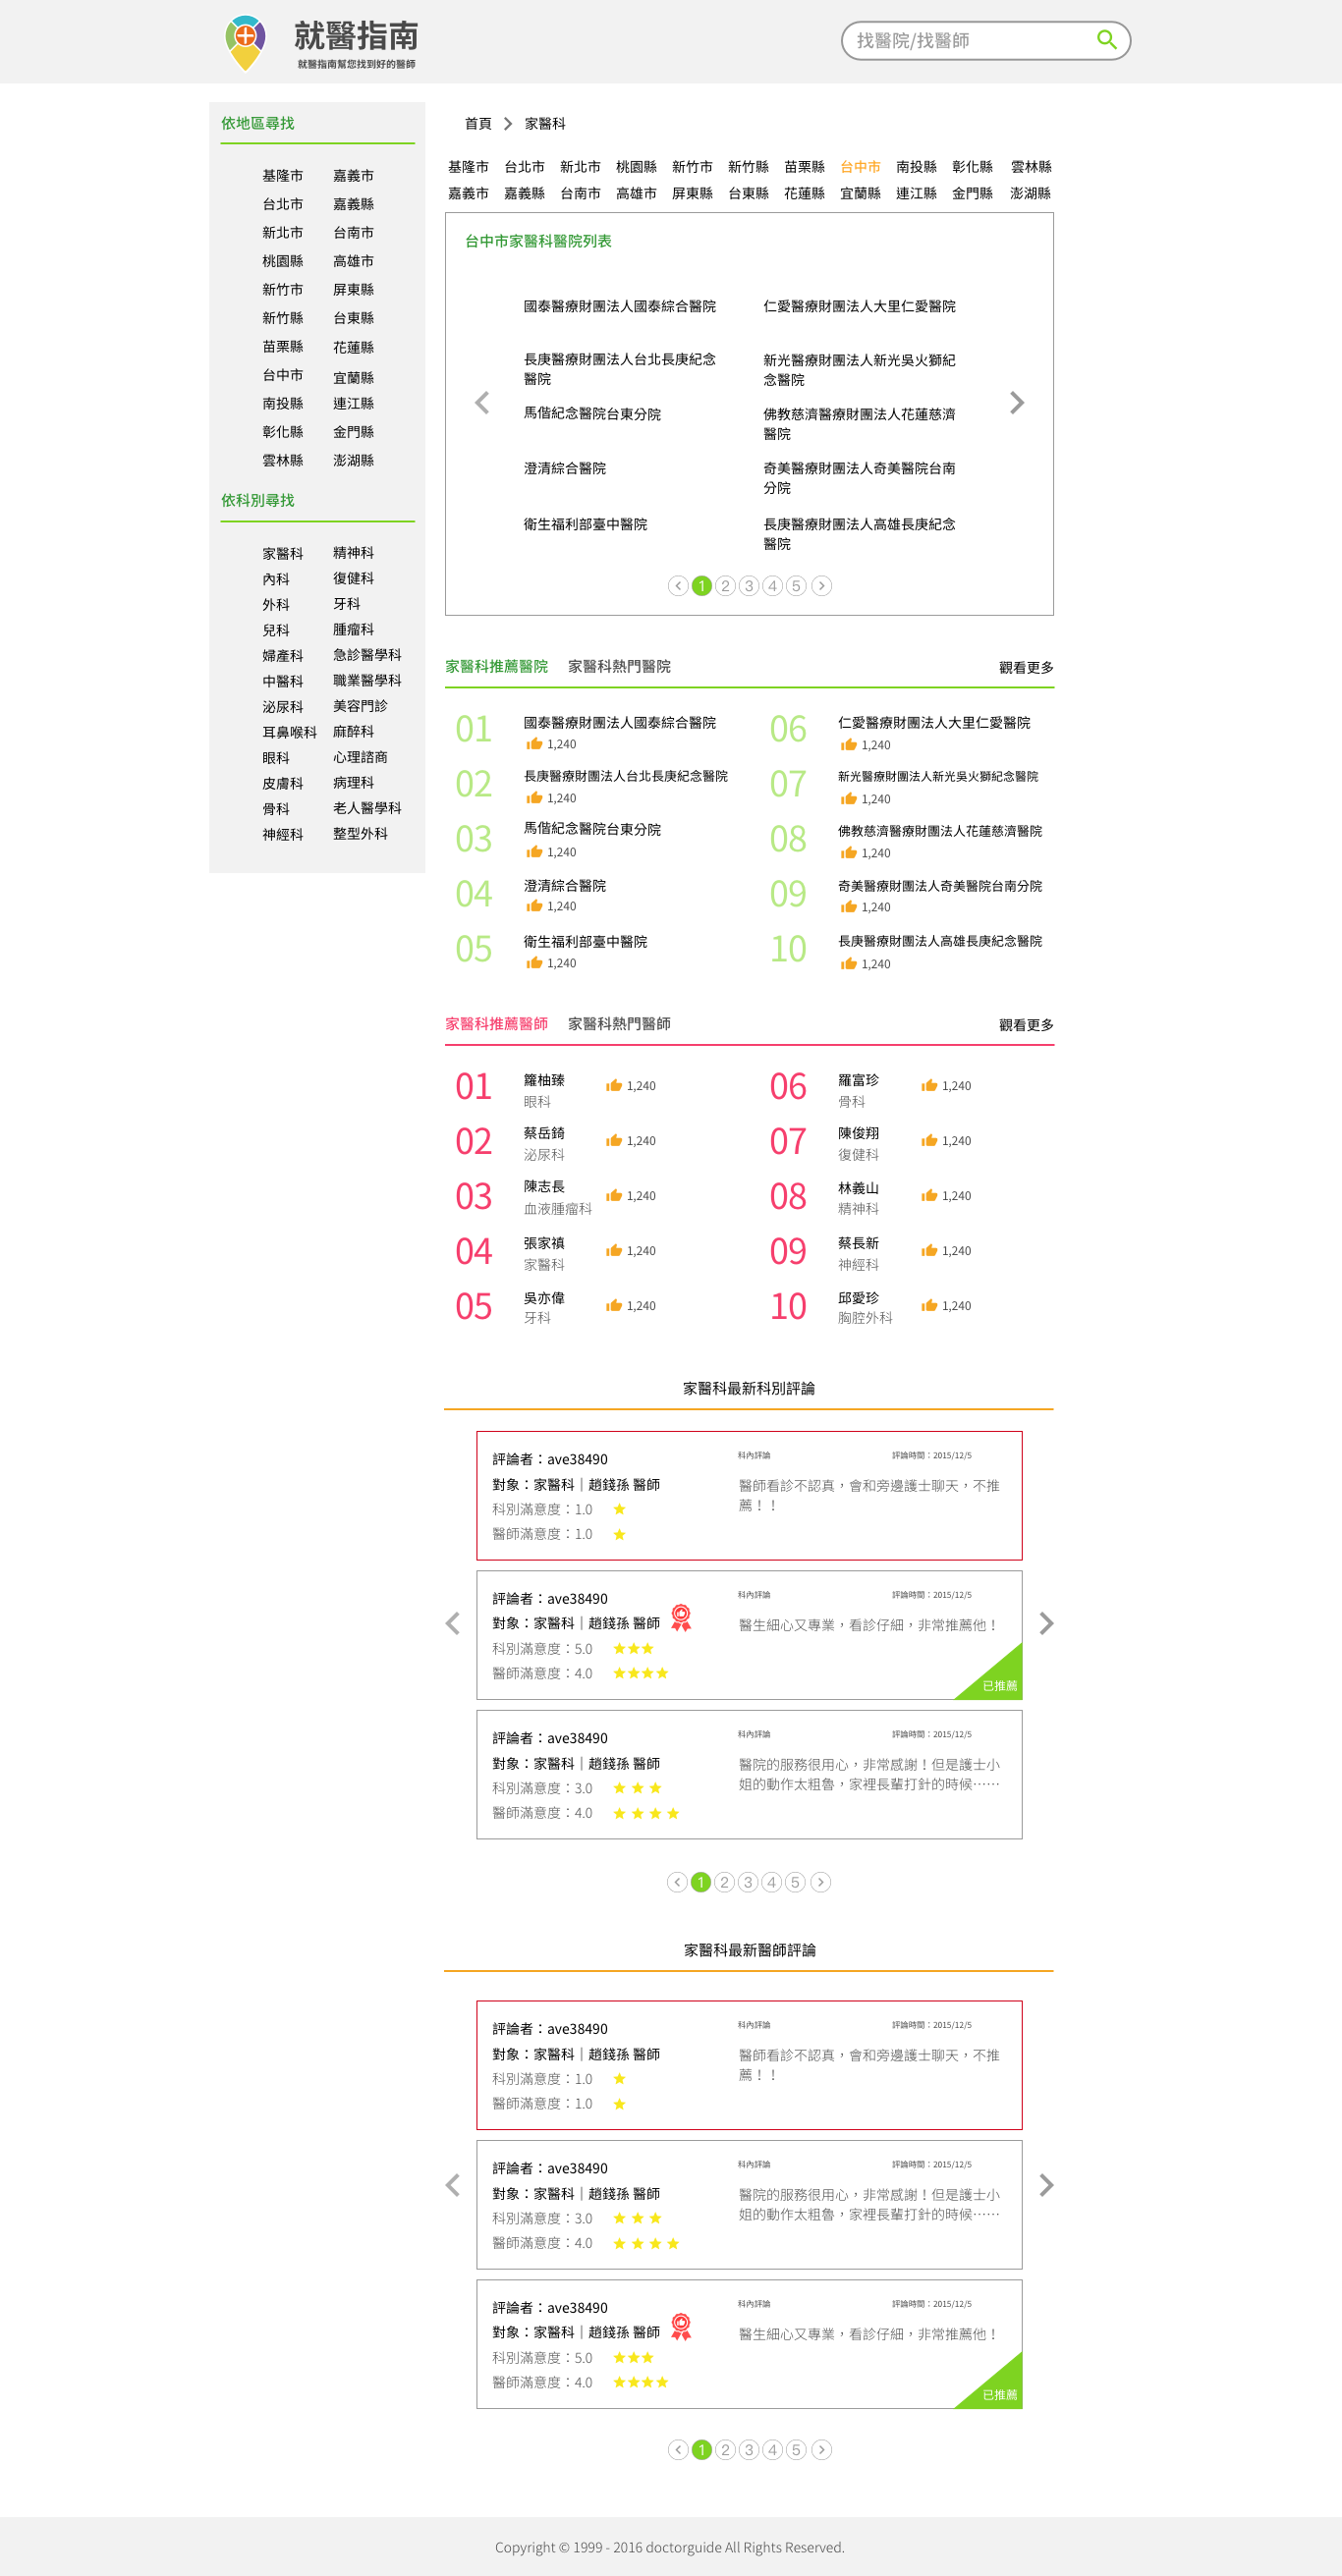 就醫指南
就醫指南幫您找到好的醫師
找醫院/找醫師
依地區尋找
基隆市 嘉義市
台北市 嘉義縣
新北市 台南市
桃園縣 高雄市
新竹市 屏東縣
新竹縣 台東縣
苗栗縣 花蓮縣
台中市 宜蘭縣
南投縣 連江縣
彰化縣 金門縣
雲林縣 澎湖縣
依科別尋找
家醫科 精神科
內科 復健科
外科 牙科
兒科 腫瘤科
婦產科 急診醫學科
中醫科 職業醫學科
泌尿科 美容門診
耳鼻喉科 麻醉科
眼科 心理諮商
皮膚科 病理科
骨科 老人醫學科
神經科 整型外科
首頁 家醫科
基隆市 台北市 新北市 桃園縣 新竹市 新竹縣 苗栗縣 台中市 南投縣 彰化縣 雲林縣
嘉義市 嘉義縣 台南市 高雄市 屏東縣 台東縣 花蓮縣 宜蘭縣 連江縣 金門縣 澎湖縣
台中市家醫科醫院列表
國泰醫療財團法人國泰綜合醫院
長庚醫療財團法人台北長庚紀念
醫院
馬偕紀念醫院台東分院
澄清綜合醫院
衛生福利部臺中醫院
仁愛醫療財團法人大里仁愛醫院
新光醫療財團法人新光吳火獅紀
念醫院
佛教慈濟醫療財團法人花蓮慈濟
醫院
奇美醫療財團法人奇美醫院台南
分院
長庚醫療財團法人高雄長庚紀念
醫院
1 2 3 4 5
家醫科推薦醫院 家醫科熱門醫院 觀看更多
01 國泰醫療財團法人國泰綜合醫院
1,240
02 長庚醫療財團法人台北長庚紀念醫院
1,240
03 馬偕紀念醫院台東分院
1,240
04 澄清綜合醫院
1,240
05 衛生福利部臺中醫院
1,240
06 仁愛醫療財團法人大里仁愛醫院
1,240
07 新光醫療財團法人新光吳火獅紀念醫院
1,240
08 佛教慈濟醫療財團法人花蓮慈濟醫院
1,240
09 奇美醫療財團法人奇美醫院台南分院
1,240
10 長庚醫療財團法人高雄長庚紀念醫院
1,240
家醫科推薦醫師 家醫科熱門醫師 觀看更多
01 籮柚臻 1,240
眼科
02 蔡岳錡 1,240
泌尿科
03 陳志長 1,240
血液腫瘤科
04 張家禛 1,240
家醫科
05 吳亦偉 1,240
牙科
06 羅富珍 1,240
骨科
07 陳俊翔 1,240
復健科
08 林義山 1,240
精神科
09 蔡長新 1,240
神經科
10 邱愛珍 1,240
胸腔外科
家醫科最新科別評論
評論者：ave38490
對象：家醫科｜趙錢孫 醫師
科別滿意度：1.0
醫師滿意度：1.0
科內評論 評論時間：2015/12/5
醫師看診不認真，會和旁邊護士聊天，不推
薦！！
評論者：ave38490
對象：家醫科｜趙錢孫 醫師
科別滿意度：5.0
醫師滿意度：4.0
科內評論 評論時間：2015/12/5
醫生細心又專業，看診仔細，非常推薦他！
已推薦
評論者：ave38490
對象：家醫科｜趙錢孫 醫師
科別滿意度：3.0
醫師滿意度：4.0
科內評論 評論時間：2015/12/5
醫院的服務很用心，非常感謝！但是護士小
姐的動作太粗魯，家裡長輩打針的時候……
1 2 3 4 5
家醫科最新醫師評論
評論者：ave38490
對象：家醫科｜趙錢孫 醫師
科別滿意度：1.0
醫師滿意度：1.0
科內評論 評論時間：2015/12/5
醫師看診不認真，會和旁邊護士聊天，不推
薦！！
評論者：ave38490
對象：家醫科｜趙錢孫 醫師
科別滿意度：3.0
醫師滿意度：4.0
科內評論 評論時間：2015/12/5
醫院的服務很用心，非常感謝！但是護士小
姐的動作太粗魯，家裡長輩打針的時候……
評論者：ave38490
對象：家醫科｜趙錢孫 醫師
科別滿意度：5.0
醫師滿意度：4.0
科內評論 評論時間：2015/12/5
醫生細心又專業，看診仔細，非常推薦他！
已推薦
1 2 3 4 5
Copyright © 1999 - 2016 doctorguide All Rights Reserved.